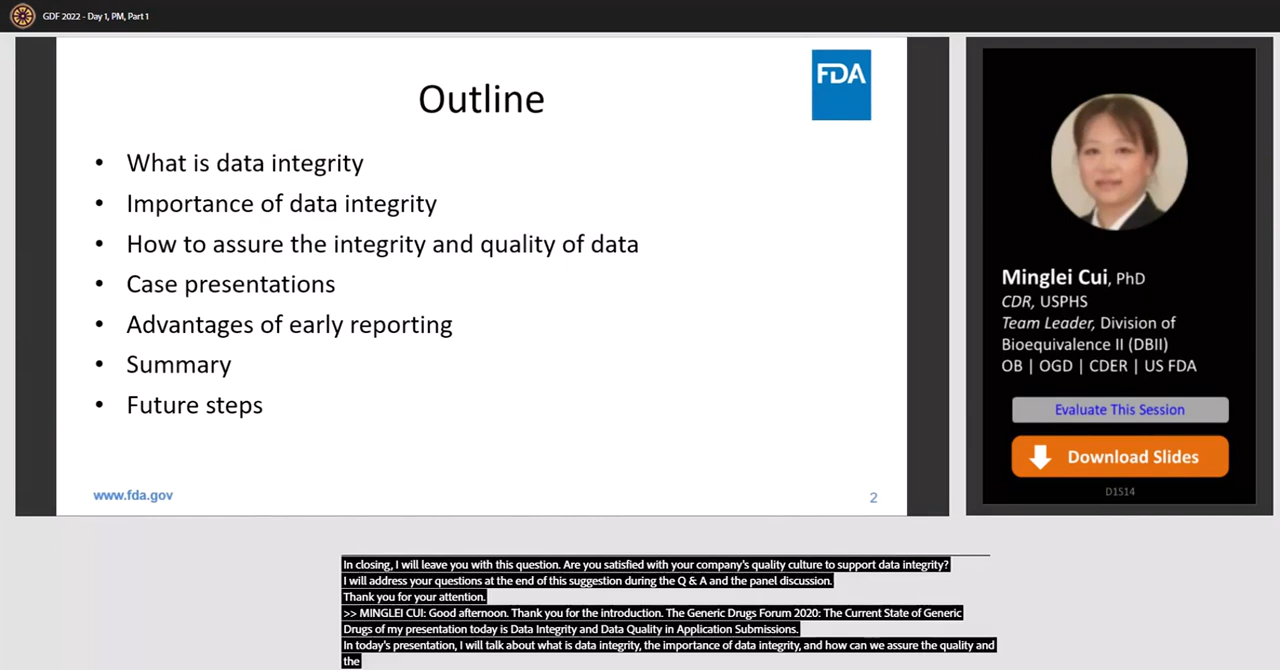 GDF 2022 - Day 1, PM, Part 1
FDA
Outline
• What is data integrity
• Importance of data integrity
• How to assure the integrity and quality of data
• Case presentations
• Advantages of early reporting
• Summary
• Future steps
www.fda.gov
2
Minglei Cui, PhD
CDR, USPHS
Team Leader, Division of
Bioequivalence II (DBII)
OB | OGD | CDER | US FDA
Evaluate This Session
Download Slides
D1514
In closing, I will leave you with this question. Are you satisfied with your company's quality culture to support data integrity?
I will address your questions at the end of this suggestion during the Q & A and the panel discussion.
Thank you for your attention.
>> MINGLEI CUI: Good afternoon. Thank you for the introduction. The Generic Drugs Forum 2020: The Current State of Generic
Drugs of my presentation today is Data Integrity and Data Quality in Application Submissions.
In today's presentation, I will talk about what is data integrity, the importance of data integrity, and how can we assure the quality and
the